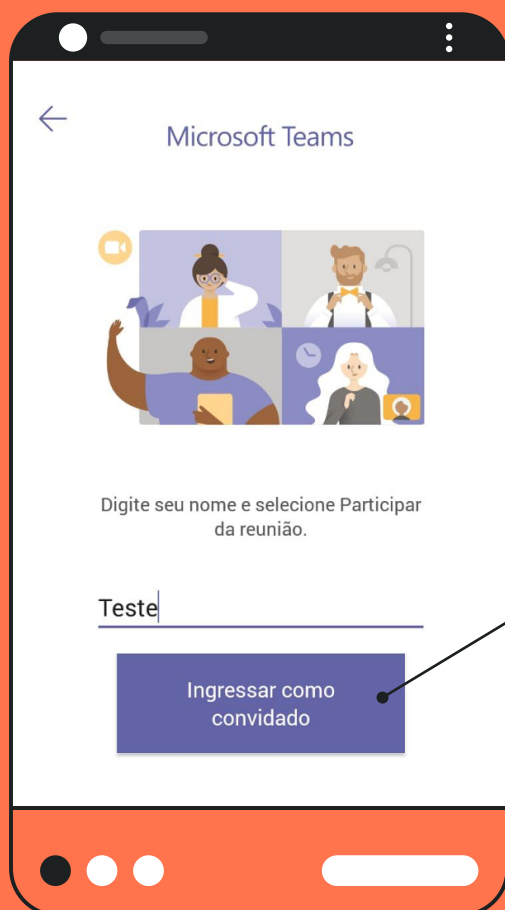 Microsoft Teams
Digite seu nome e selecione Participar
da reunião.
Teste
Ingressar como
convidado